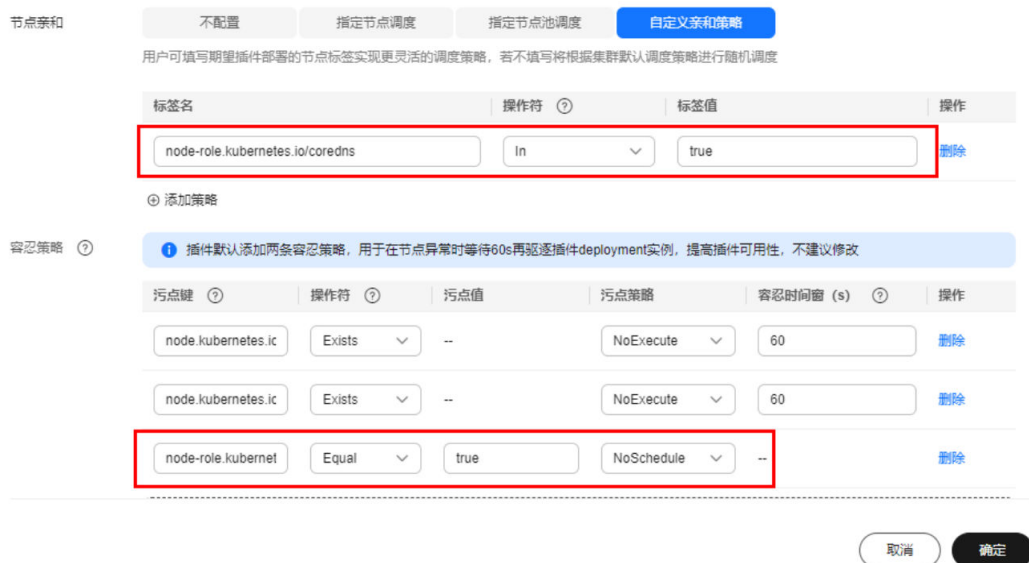 节点亲和 不配置 指定节点调度 指定节点池调度 自定义亲和策略
用户可填写期望插件部署的节点标签实现更灵活的调度策略，若不填写将根据集群默认调度策略进行随机调度
标签名 操作符 ? 标签值 操作
node-role.kubernetes.io/coredns In true 删除
添加策略
容忍策略 ? 插件默认添加两条容忍策略，用于在节点异常时等待60s再驱逐插件deployment实例，提高插件可用性，不建议修改
污点键 ? 操作符 ? 污点值 污点策略 容忍时间窗 (s) ? 操作
node.kubernetes.ic Exists -- NoExecute 60 删除
node.kubernetes.ic Exists -- NoExecute 60 删除
node-role.kubernet Equal true NoSchedule -- 删除
取消 确定